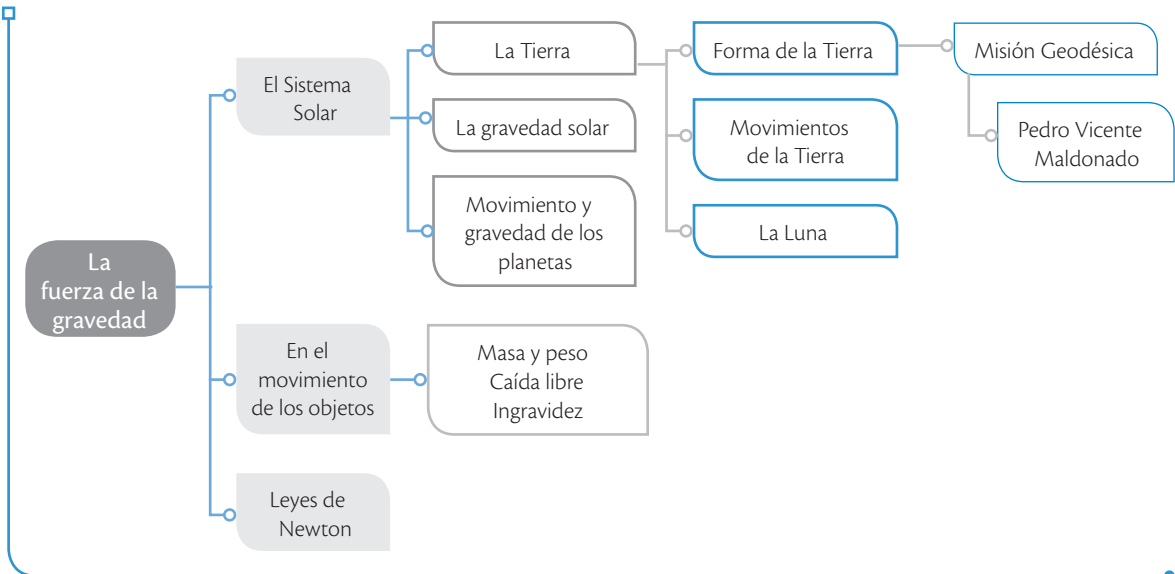 La
fuerza de la
gravedad
El Sistema
Solar
La Tierra
La gravedad solar
Movimiento y
gravedad de los
planetas
Forma de la Tierra
Movimientos
de la Tierra
La Luna
Misión Geodésica
Pedro Vicente
Maldonado
En el
movimiento
de los objetos
Masa y peso
Caída libre
Ingravidez
Leyes de
Newton